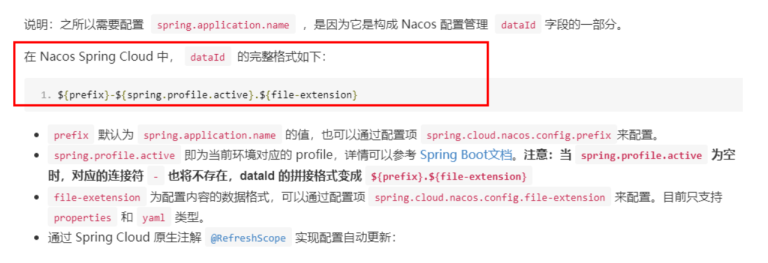 说明：之所以需要配置 spring.application.name ，是因为它是构成 Nacos 配置管理 dataId 字段的一部分。
在 Nacos Spring Cloud 中， dataId 的完整格式如下：
1. ${prefix}-${spring.profile.active}.${file-extension}
• prefix 默认为 spring.application.name 的值，也可以通过配置项 spring.cloud.nacos.config.prefix 来配置。
• spring.profile.active 即为当前环境对应的 profile，详情可以参考 Spring Boot文档。注意：当 spring.profile.active 为空
时，对应的连接符 - 也将不存在，dataId 的拼接格式变成 ${prefix}.${file-extension}
• file-exetension 为配置内容的数据格式，可以通过配置项 spring.cloud.nacos.config.file-extension 来配置。目前只支持
properties 和 yaml 类型。
• 通过 Spring Cloud 原生注解 @RefreshScope 实现配置自动更新：